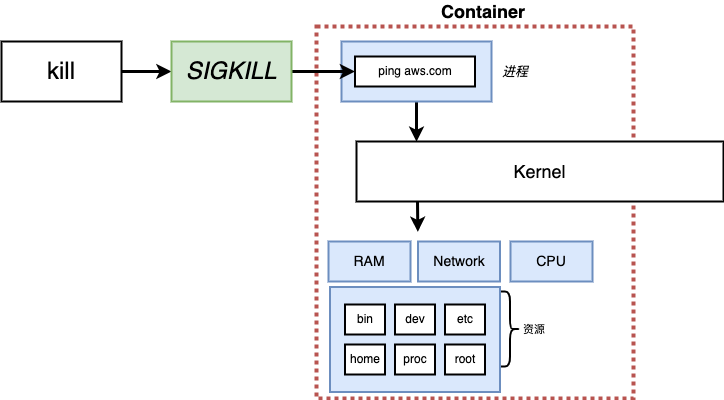 Container
kill
SIGKILL
ping aws.com
进程
Kernel
RAM
Network
CPU
bin
dev
etc
资源
home
proc
root